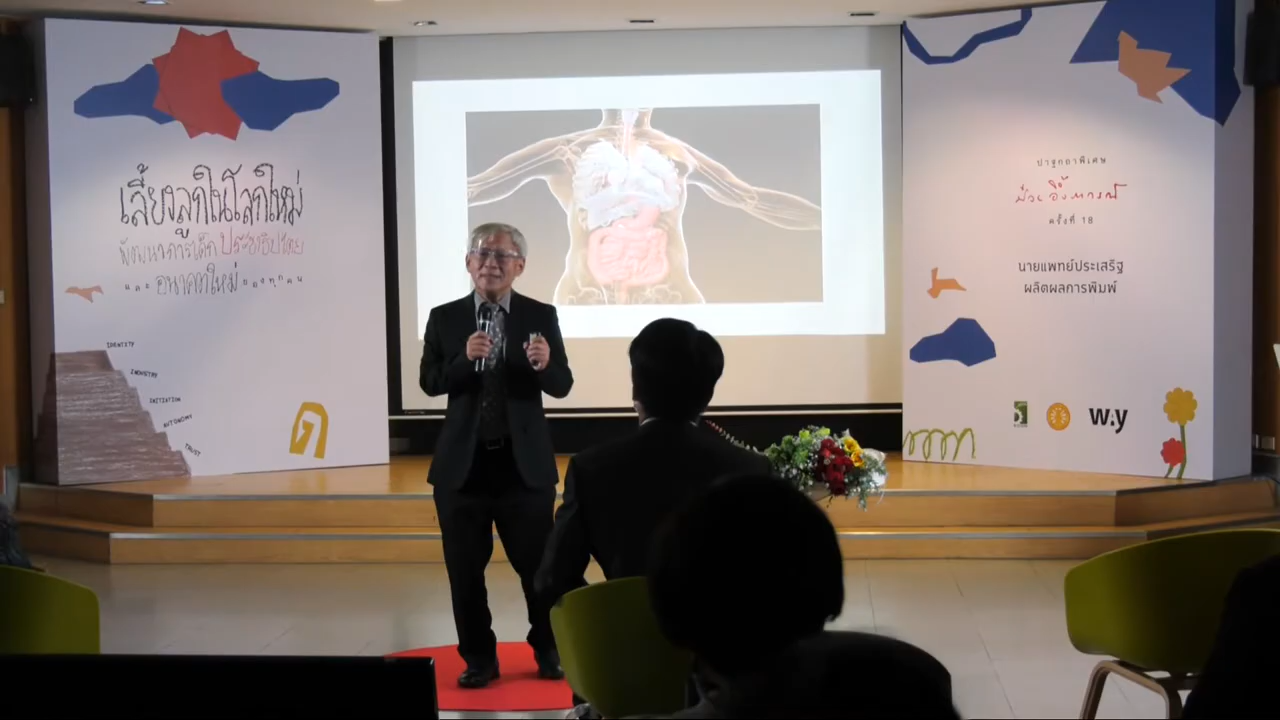 เลี้ยงลูกในโลกใหม่
พัฒนาการเด็ก ประชาธิปไตย
และ อนาคตใหม่ ของทุกคน
IDENTITY
INDUSTRY
INITIATION
AUTONOMY
TRUST
ปาฐกถาพิเศษ
ป๋วย อึ๊งภากรณ์
ครั้งที่ 18
นายแพทย์ประเสริฐ
ผลิตผลการพิมพ์
way